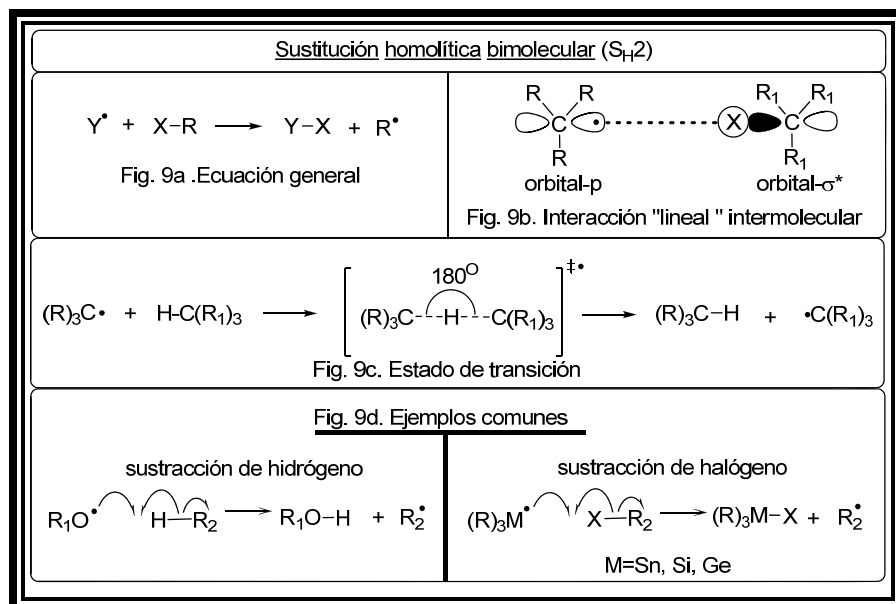 Sustitución homolítica bimolecular (SH2)
Y• + X–R ⟶ Y–X + R•
Fig. 9a .Ecuación general
R R R1 R1
C • X C
R R1
orbital-p orbital-σ*
Fig. 9b. Interacción "lineal " intermolecular
180O ‡•
(R)3C• + H-C(R1)3 ⟶ [(R)3C---H---C(R1)3] ⟶ (R)3C–H + •C(R1)3
Fig. 9c. Estado de transición
Fig. 9d. Ejemplos comunes
sustracción de hidrógeno
R1O• H–R2 ⟶ R1O–H + R2•
sustracción de halógeno
(R)3M• X–R2 ⟶ (R)3M–X + R2•
M=Sn, Si, Ge